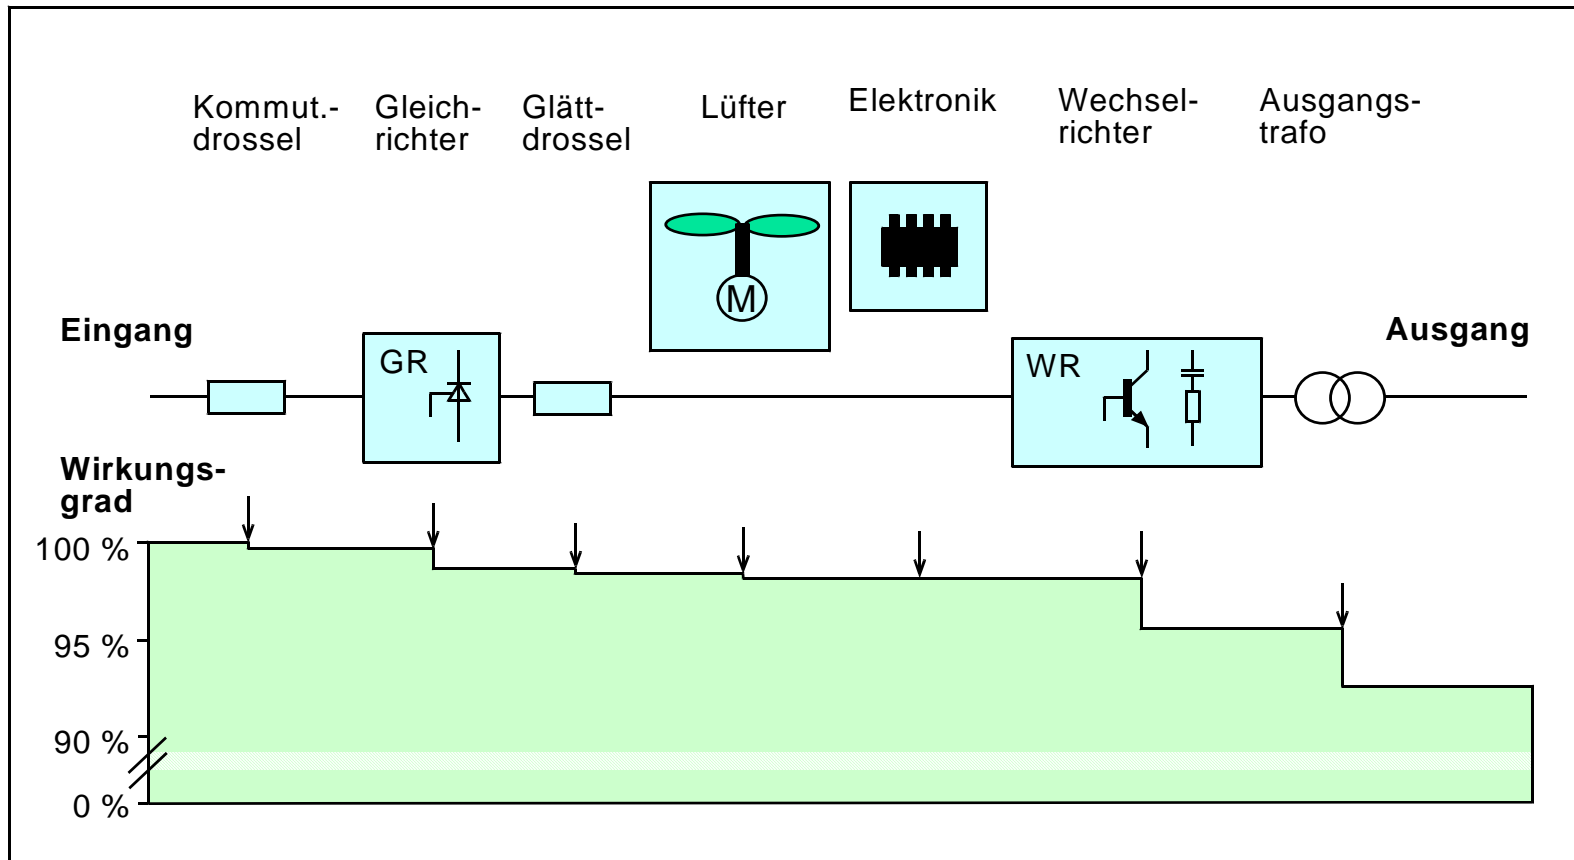 Kommut.-
drossel
Gleich-
richter
Glätt-
drossel
Lüfter
Elektronik
Wechsel-
richter
Ausgangs-
trafo
M
Eingang
GR
WR
Ausgang
Wirkungs-
grad
100 %
95 %
90 %
0 %